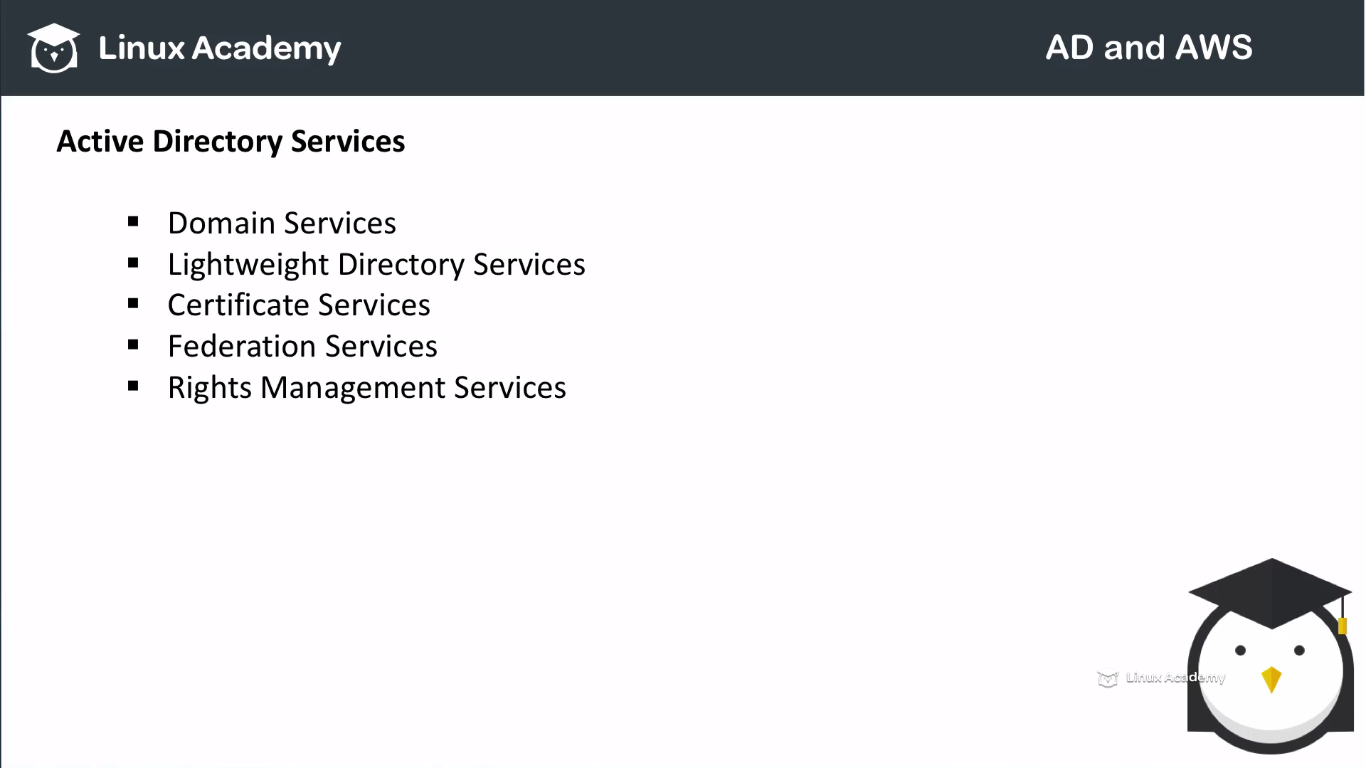 Linux Academy
AD and AWS
Active Directory Services
▪ Domain Services
▪ Lightweight Directory Services
▪ Certificate Services
▪ Federation Services
▪ Rights Management Services
Linux Academy